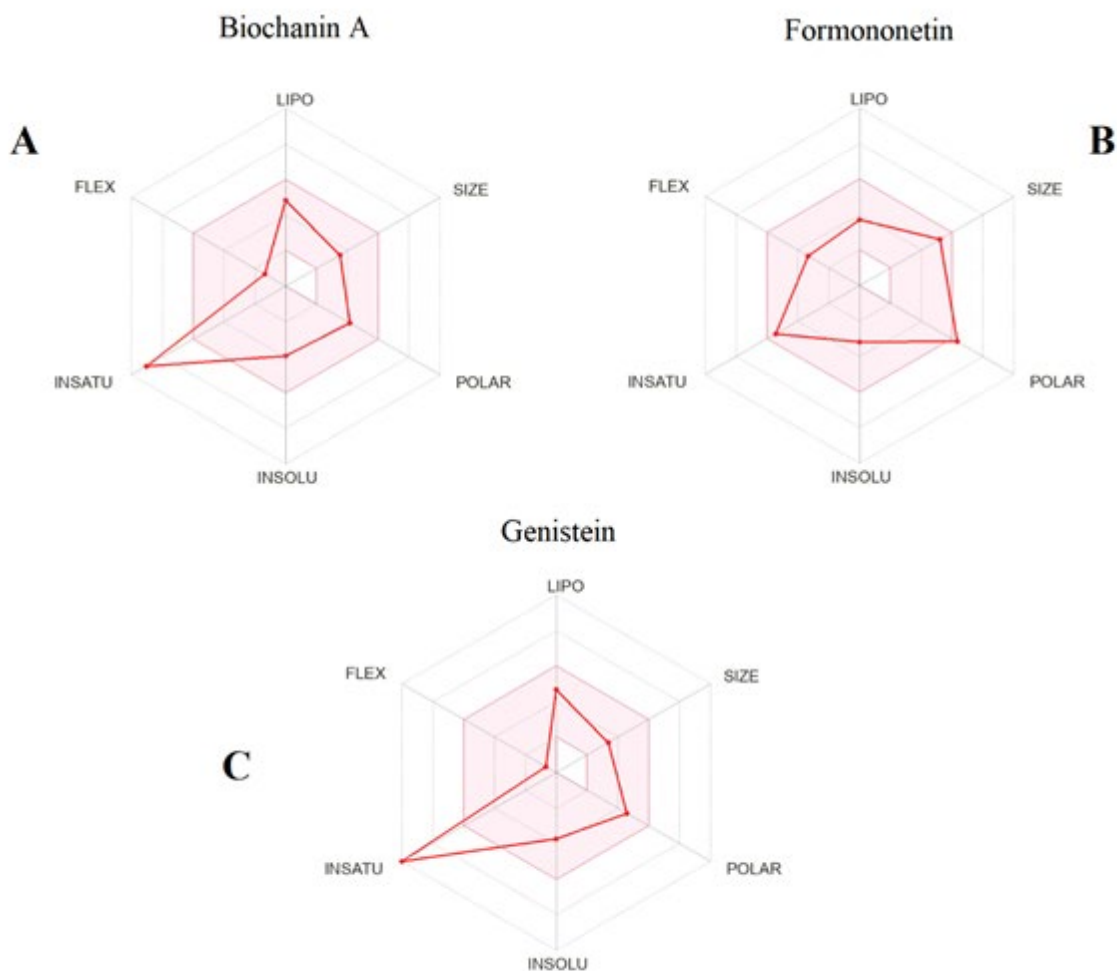 Biochanin A
Formononetin
A
LIPO
FLEX
SIZE
INSATU
POLAR
INSOLU
B
LIPO
FLEX
SIZE
INSATU
POLAR
INSOLU
Genistein
C
LIPO
FLEX
SIZE
INSATU
POLAR
INSOLU